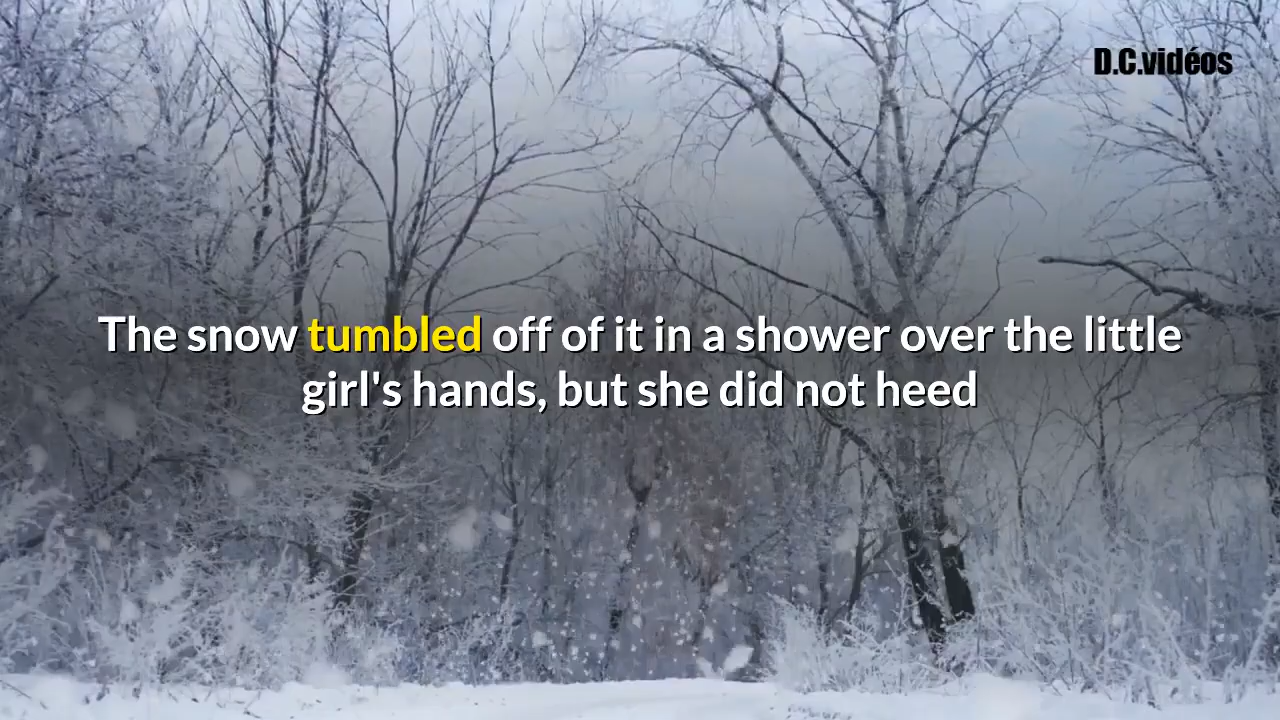 D.C.vidéos
The snow tumbled off of it in a shower over the little
girl's hands, but she did not heed